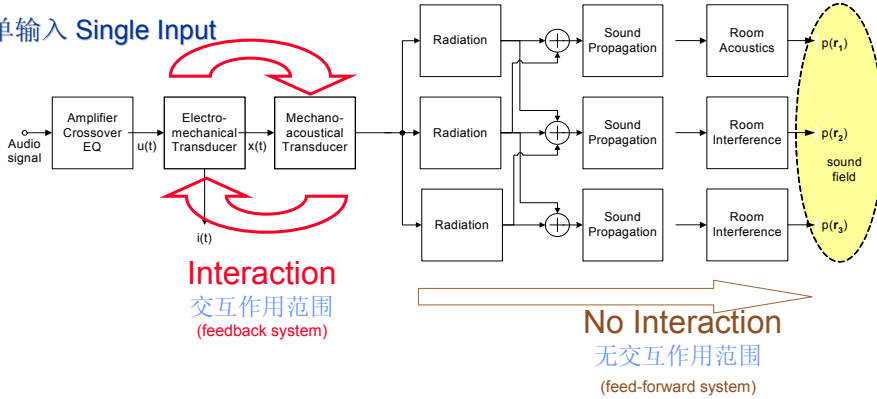 单输入 Single Input
Amplifier
Crossover
EQ
Audio
signal
u(t)
Electro-
mechanical
Transducer
x(t)
Mechano-
acoustical
Transducer
i(t)
Interaction
交互作用范围
(feedback system)
Radiation
Sound
Propagation
Room
Acoustics
p(r1)
Radiation
Sound
Propagation
Room
Interference
p(r2)
sound
field
Radiation
Sound
Propagation
Room
Interference
p(r3)
No Interaction
无交互作用范围
(feed-forward system)